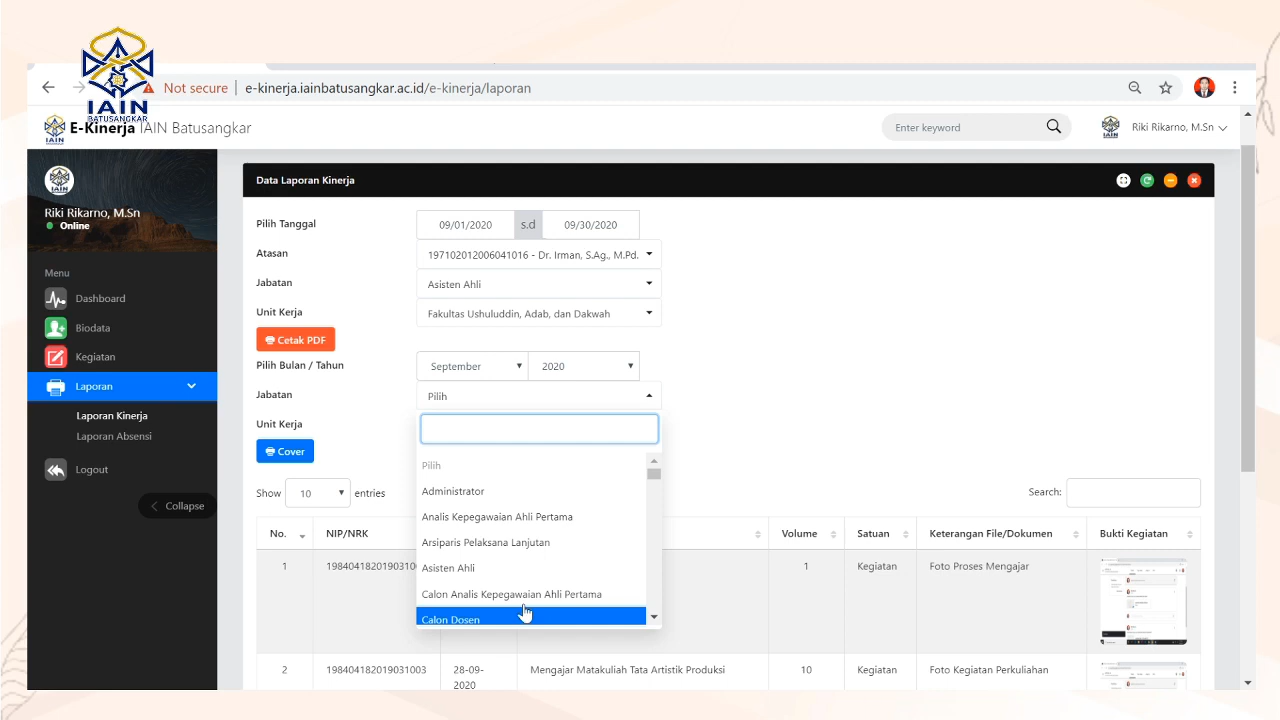 IAIN
BATUSANGKAR
Not secure
e-kinerja.iainbatusangkar.ac.id/e-kinerja/laporan
E-Kinerja IAIN Batusangkar
Enter keyword
Riki Rikarno, M.Sn
Riki Rikarno, M.Sn
Online
Menu
Dashboard
Biodata
Kegiatan
Laporan
Laporan Kinerja
Laporan Absensi
Logout
Collapse
Data Laporan Kinerja
Pilih Tanggal
09/01/2020 s.d 09/30/2020
Atasan
197102012006041016 - Dr. Irman, S.Ag., M.Pd.
Jabatan
Asisten Ahli
Unit Kerja
Fakultas Ushuluddin, Adab, dan Dakwah
Cetak PDF
Pilih Bulan / Tahun
September 2020
Jabatan
Pilih
Unit Kerja
Cover
Pilih
Administrator
Analis Kepegawaian Ahli Pertama
Arsiparis Pelaksana Lanjutan
Asisten Ahli
Calon Analis Kepegawaian Ahli Pertama
Calon Dosen
Show 10 entries
Search:
No. NIP/NRK Volume Satuan Keterangan File/Dokumen Bukti Kegiatan
1 1 Kegiatan Foto Proses Mengajar
2 198404182019031003 28-09-2020 Mengajar Matakuliah Tata Artistik Produksi 10 Kegiatan Foto Kegiatan Perkuliahan